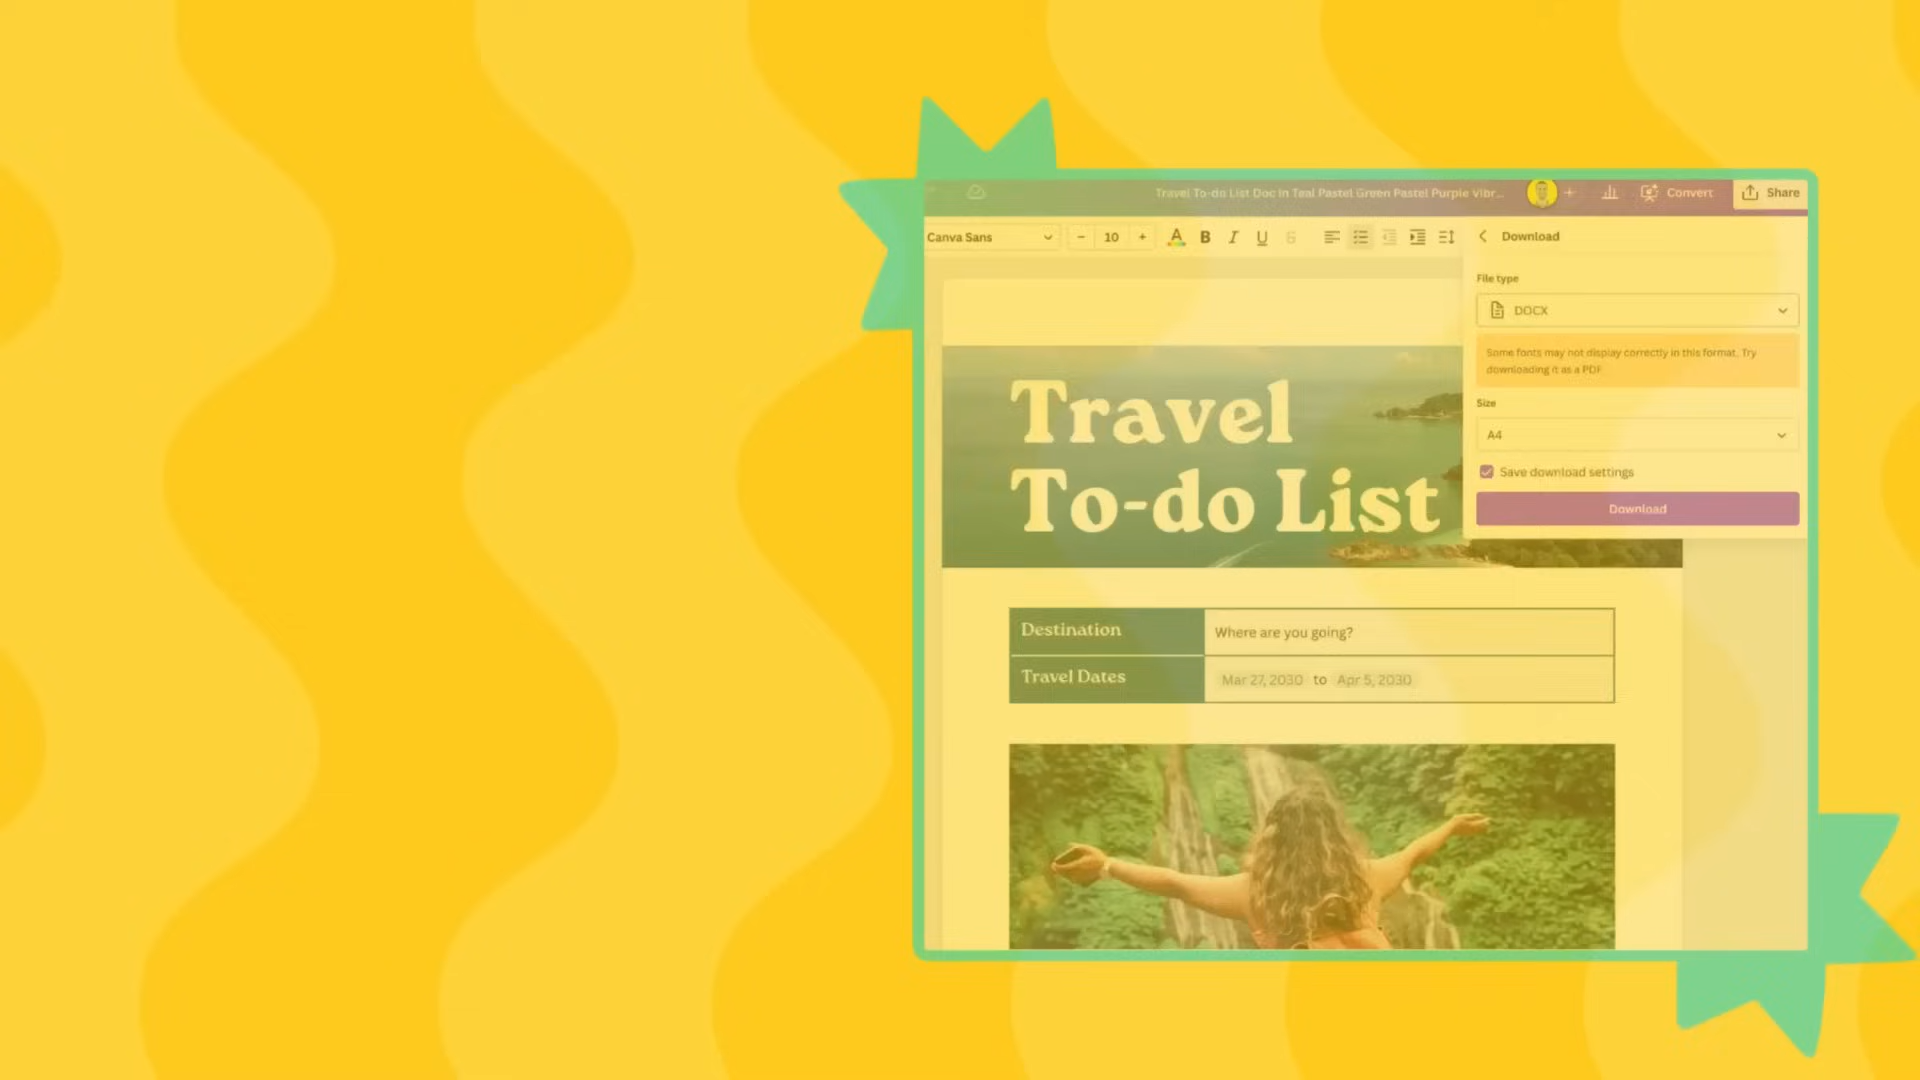 Travel To-do List Doc in Teal Pastel Green Pastel Purple Vibr...
Convert
Share
Canva Sans
− 10 +
A B I U S
Download
File type
DOCX
Some fonts may not display correctly in this format. Try
downloading it as a PDF
Size
A4
Save download settings
Download
Travel
To-do List
Destination
Where are you going?
Travel Dates
Mar 27, 2030 to Apr 5, 2030